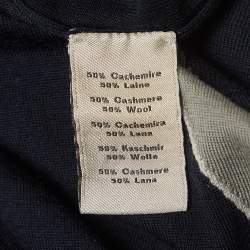 50% Cachemire
50% Laine
50% Cashmere
50% Wool
50% Cachemira
50% Lana
50% Kaschmir
50% Wolle
50% Cashmere
50% Lana